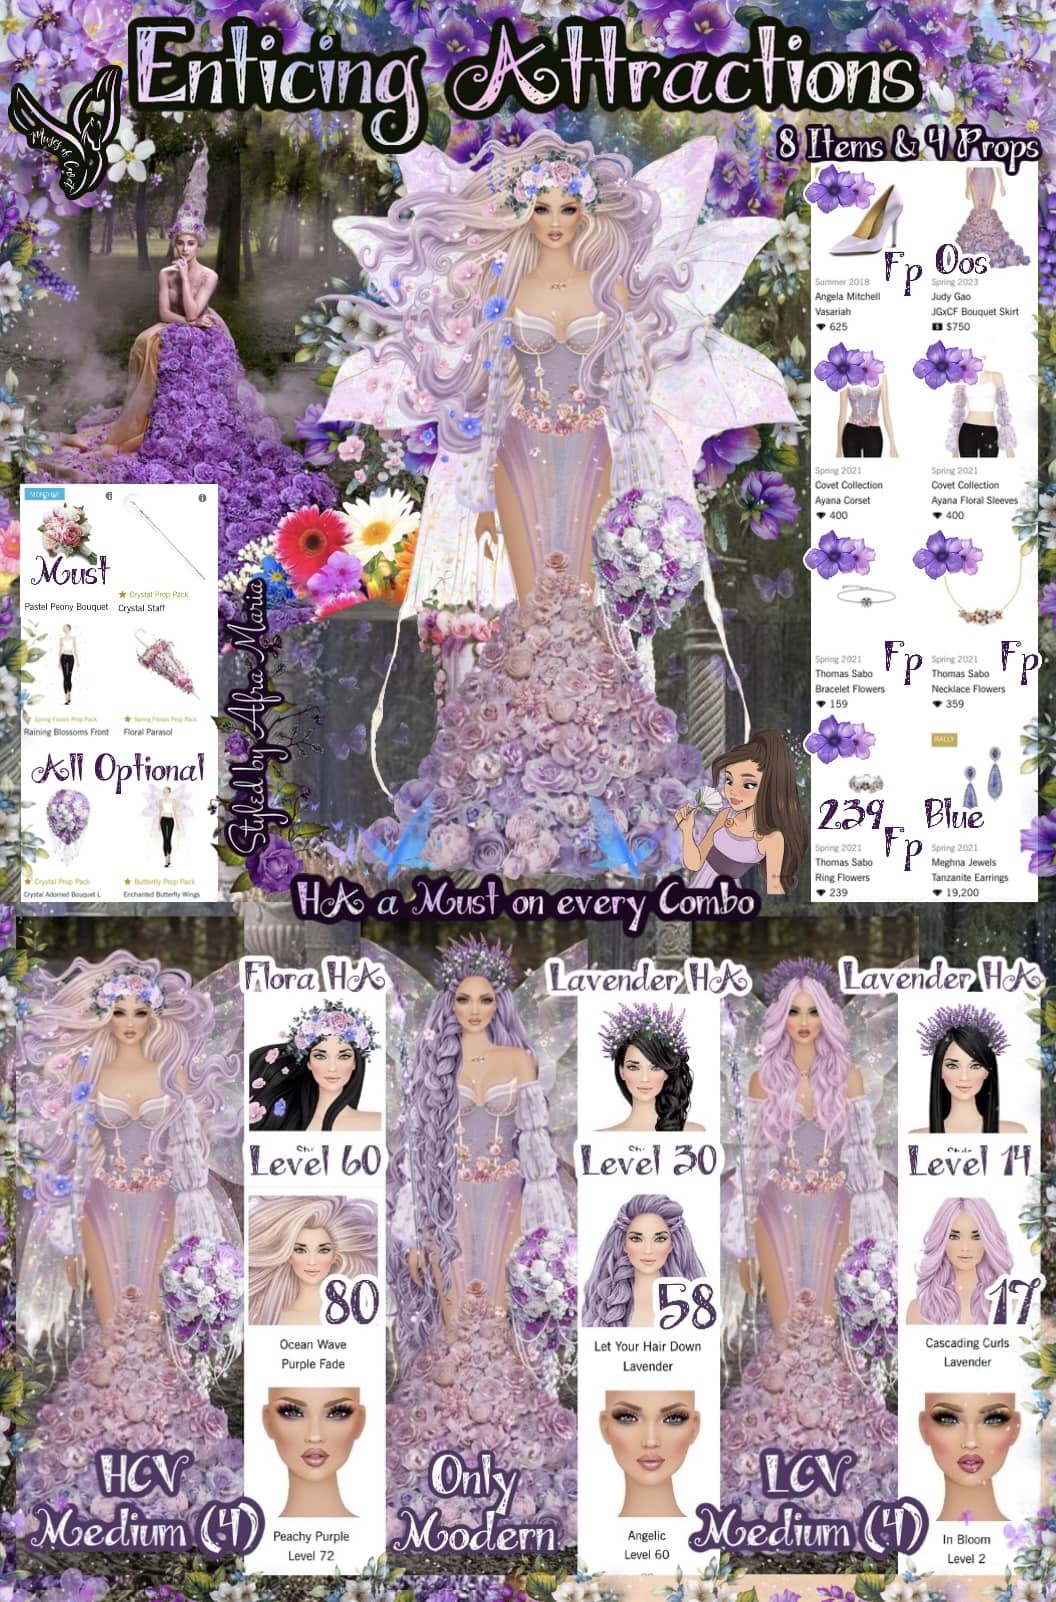 Enticing Attractions
8 Items & 4 Props
Muses of Covet
Fp
Oos
Summer 2018
Angela Mitchell
Vasariah
625
Spring 2023
Judy Gao
JGxCF Bouquet Skirt
$ $750
Spring 2021
Covet Collection
Ayana Corset
400
Spring 2021
Covet Collection
Ayana Floral Sleeves
400
Spring 2021
Fp
Thomas Sabo
Bracelet Flowers
159
Spring 2021
Fp
Thomas Sabo
Necklace Flowers
359
RALLY
239
Fp
Blue
Spring 2021
Thomas Sabo
Ring Flowers
239
Spring 2021
Meghna Jewels
Tanzanite Earrings
19,200
Must
Pastel Peony Bouquet
Crystal Prop Pack
Crystal Staff
Spring Florals Prop Pack
Raining Blossoms Front
Spring Florals Prop Pack
Floral Parasol
All Optional
Crystal Prop Pack
Crystal Adorned Bouquet L
Butterfly Prop Pack
Enchanted Butterfly Wings
Styled by Afra Maria
HA a Must on every Combo
Flora HA
Level 60
80
Ocean Wave
Purple Fade
Peachy Purple
Level 72
HCV
Medium (4)
Lavender HA
Level 30
58
Let Your Hair Down
Lavender
Angelic
Level 60
Only
Modern
Lavender HA
Level 14
17
Cascading Curls
Lavender
In Bloom
Level 2
LCV
Medium (4)